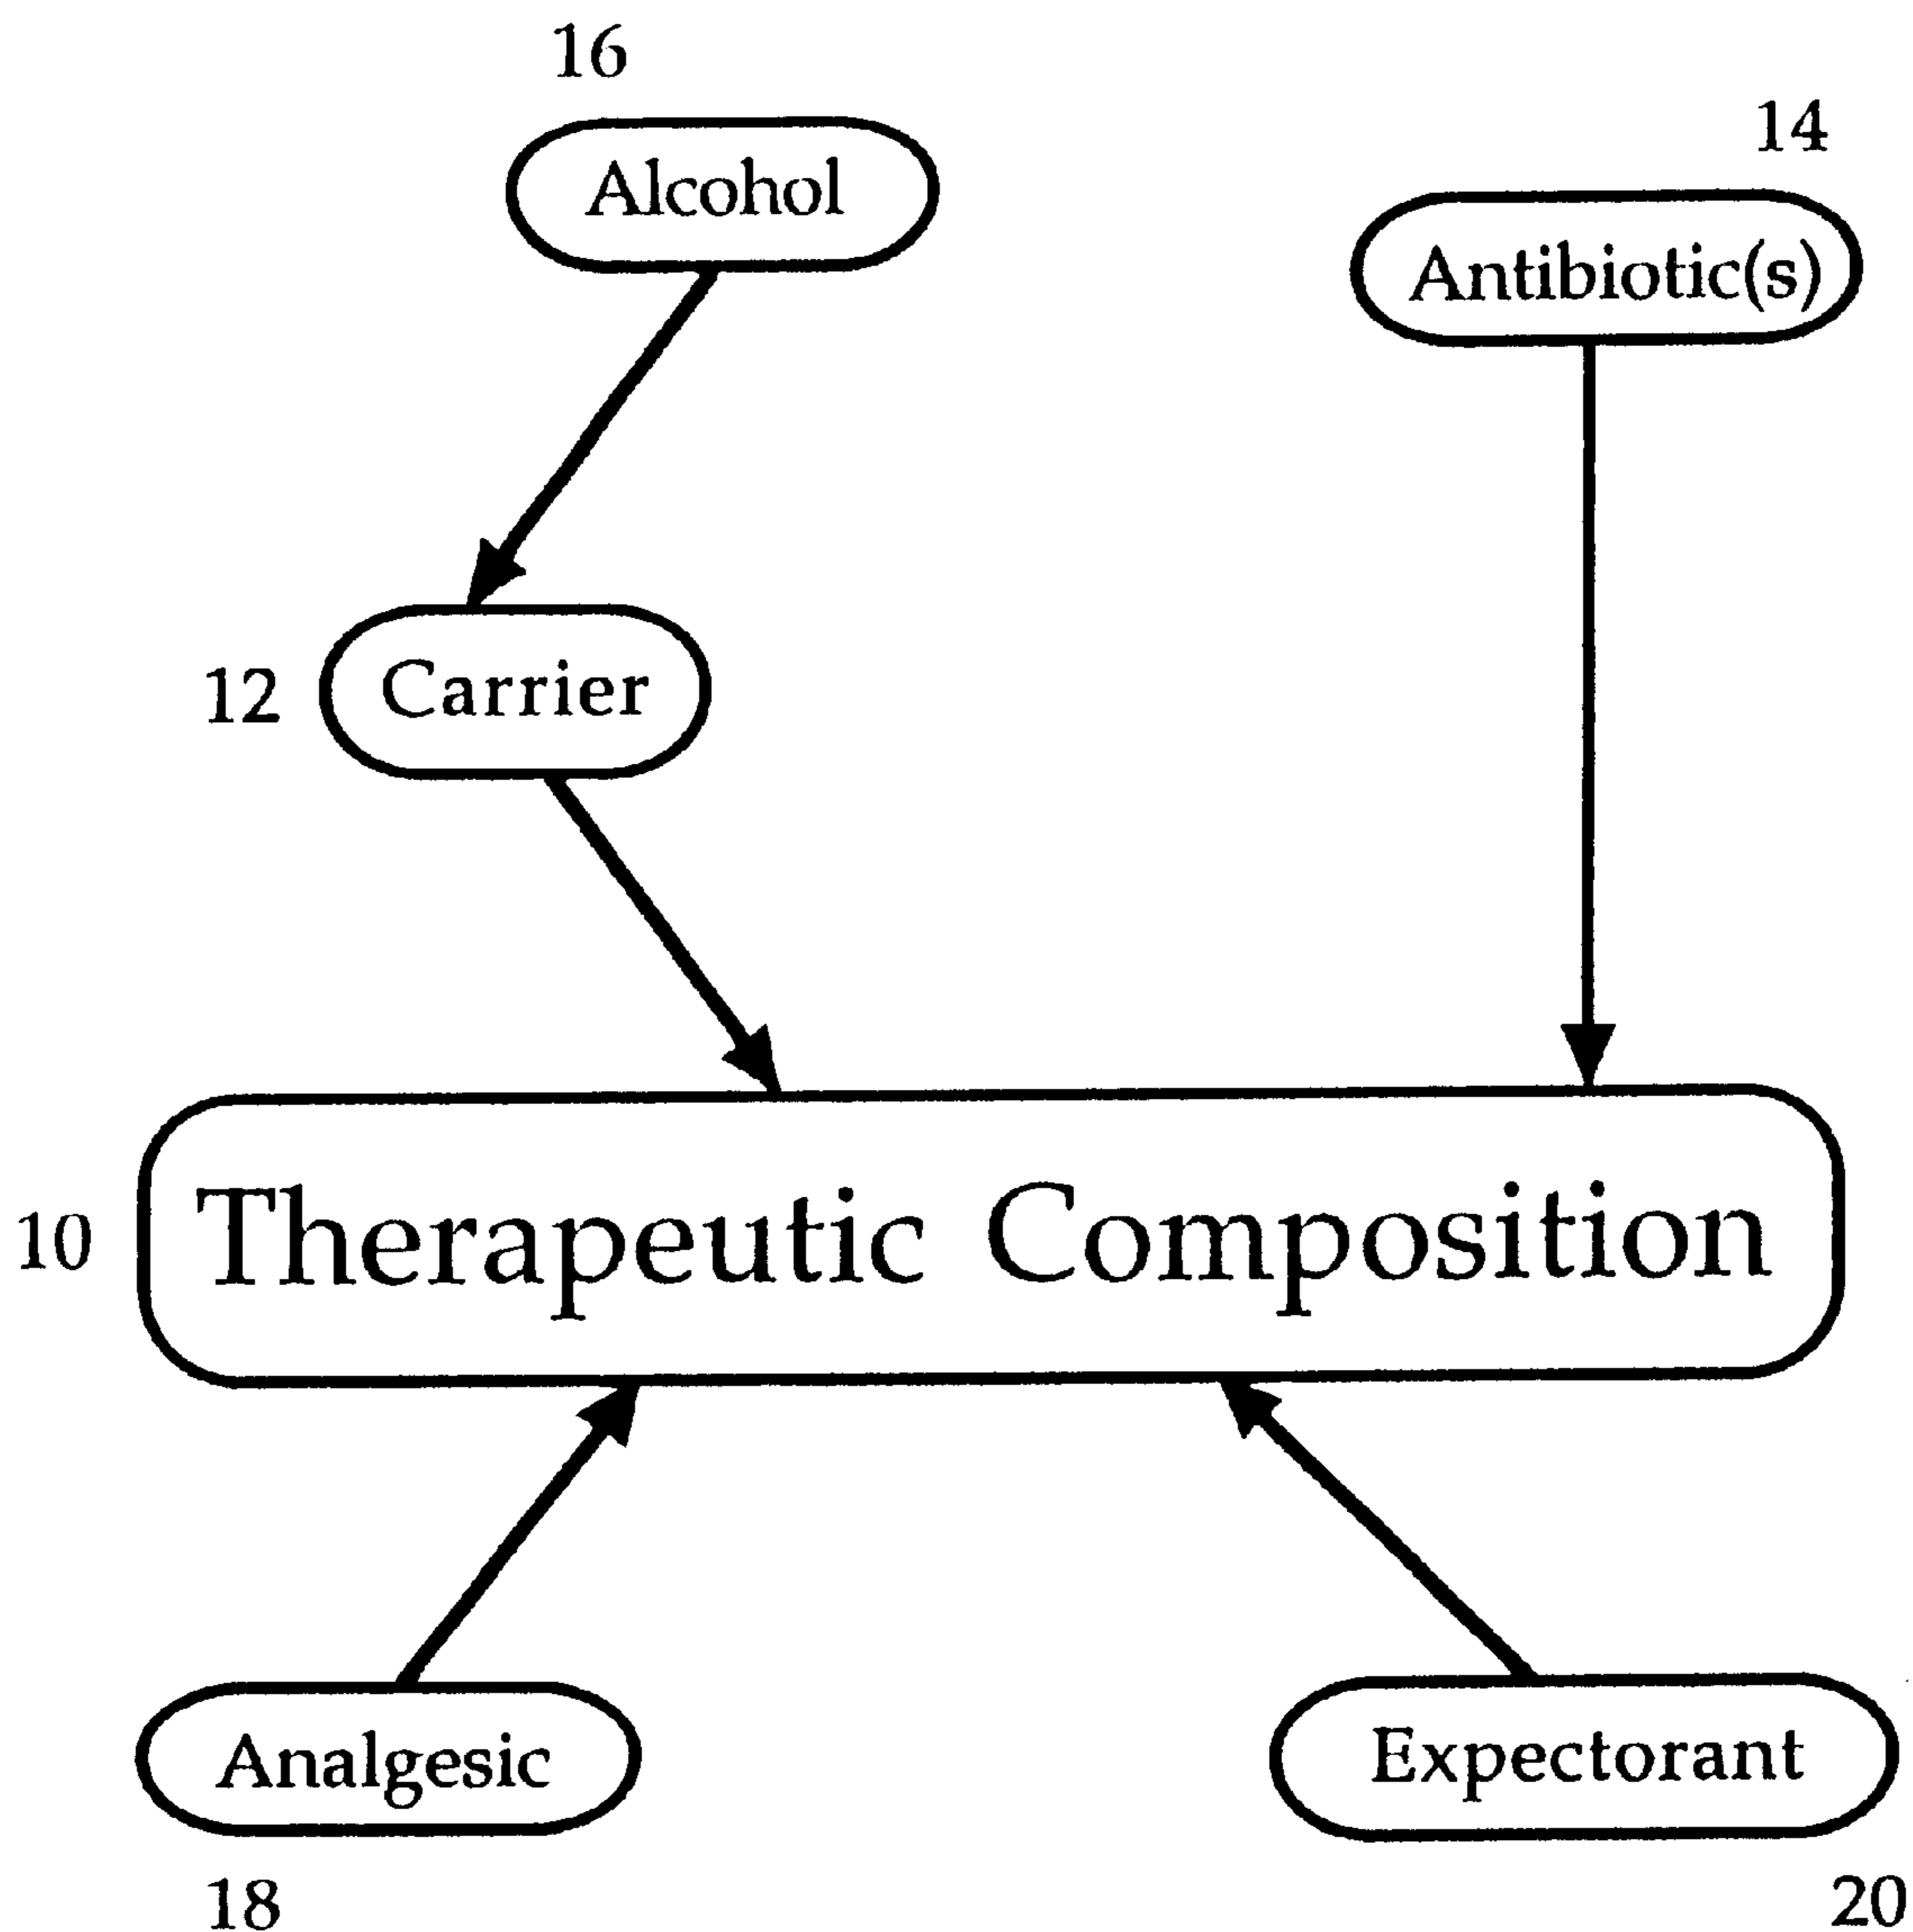 16
Alcohol
14
Antibiotic(s)
12
Carrier
10
Therapeutic Composition
Analgesic
18
Expectorant
20